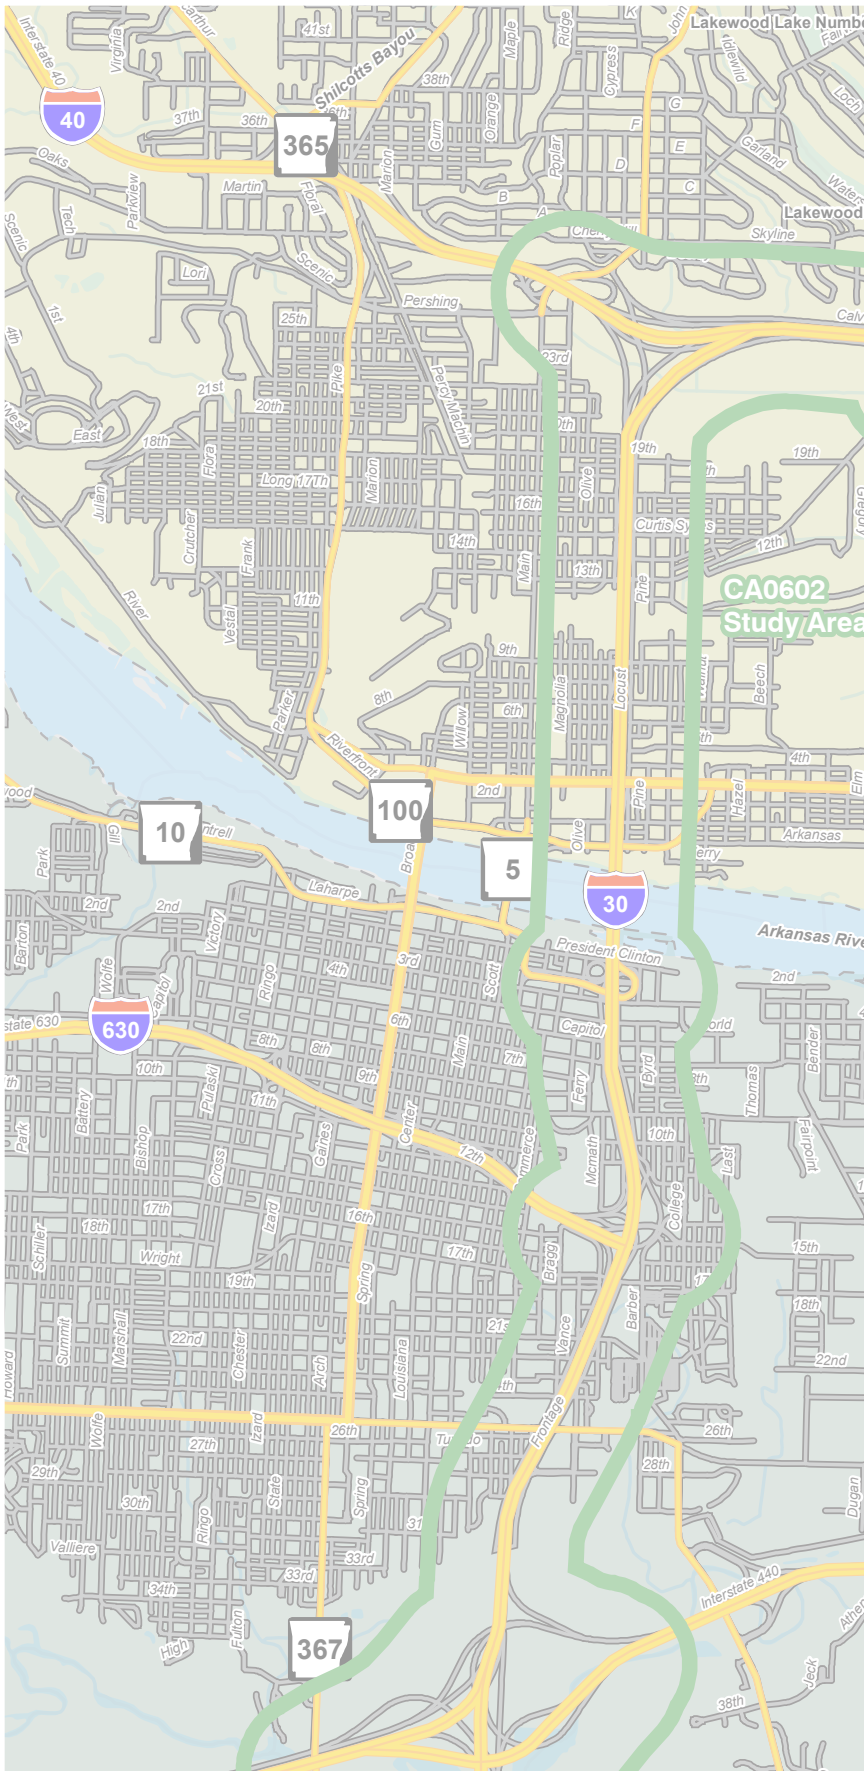 Interstate 40
Virginia
41st
Maple
Ridge
K
John
Lakewood Lake Numbe
Idlewild
Shilcotts Bayou
38th
Cypress
40
37th
36th
365
Marion
Gum
Orange
G
F
E
Garland
Poplar
D
C
Oaks
Parkview
Martin
Floral
B
A
Lakewood
Scenic
Tech
Skyline
Lori
Scenic
Pershing
1st
4th
25th
23rd
Pike
Percy Machin
21st
20th
West
East
18th
Flora
19th
19th
Long 17Th
Marion
Olive
Julian
16th
Crutcher
Main
Curtis Sykes
Gregory
14th
12th
Frank
13th
Pine
CA0602
Study Area
11th
River
Vestal
9th
8th
Willow
6th
Magnolia
Locust
Beech
Parker
Riverfront
4th
2nd
Pine
Hazel
Elm
100
10
Gill
Olive
Arkansas
Park
5
30
Laharpe
2nd
2nd
Victory
Barton
President Clinton
Arkansas Rive
Wolfe
Ringo
4th
3rd
Scott
2nd
630
6th
Capitol
8th
8th
Main
7th
Bender
10th
9th
Pulaski
11th
Battery
Ferry
Byrd
Thomas
Park
Bishop
Center
10th
Cross
Gaines
12th
Mcmath
Last
Fairpoint
17th
Izard
16th
College
18th
Schiller
Wright
17th
Bragg
15th
19th
Spring
Barber
18th
Summit
Marshall
22nd
Chester
Louisiana
Vance
22nd
Howard
Arch
Frontage
Wolfe
Izard
26th
26th
27th
29th
State
Spring
28th
30th
Ringo
Dugan
Valliere
33rd
33rd
34th
Interstate 440
Fulton
High
367
Jeck
38th